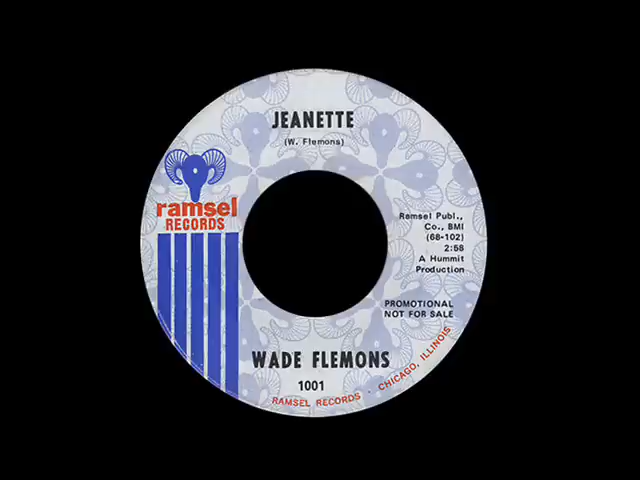 JEANETTE
(W. Flemons)
ramsel
RECORDS
Ramsel Publ.,
Co., BMI
(68-102)
2:58
A Hummit
Production
PROMOTIONAL
NOT FOR SALE
WADE FLEMONS
1001
RAMSEL RECORDS - CHICAGO, ILLINOIS